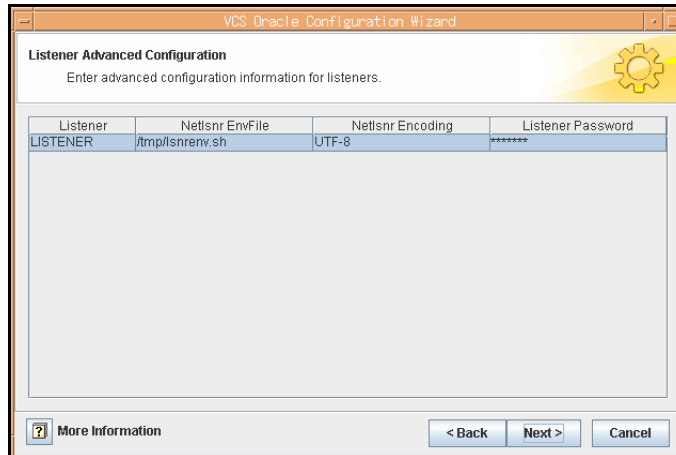 VCS Oracle Configuration Wizard
Listener Advanced Configuration
Enter advanced configuration information for listeners.
Listener Netlsnr EnvFile Netlsnr Encoding Listener Password
LISTENER /tmp/lsnrenv.sh UTF-8 *******
? More Information < Back Next > Cancel